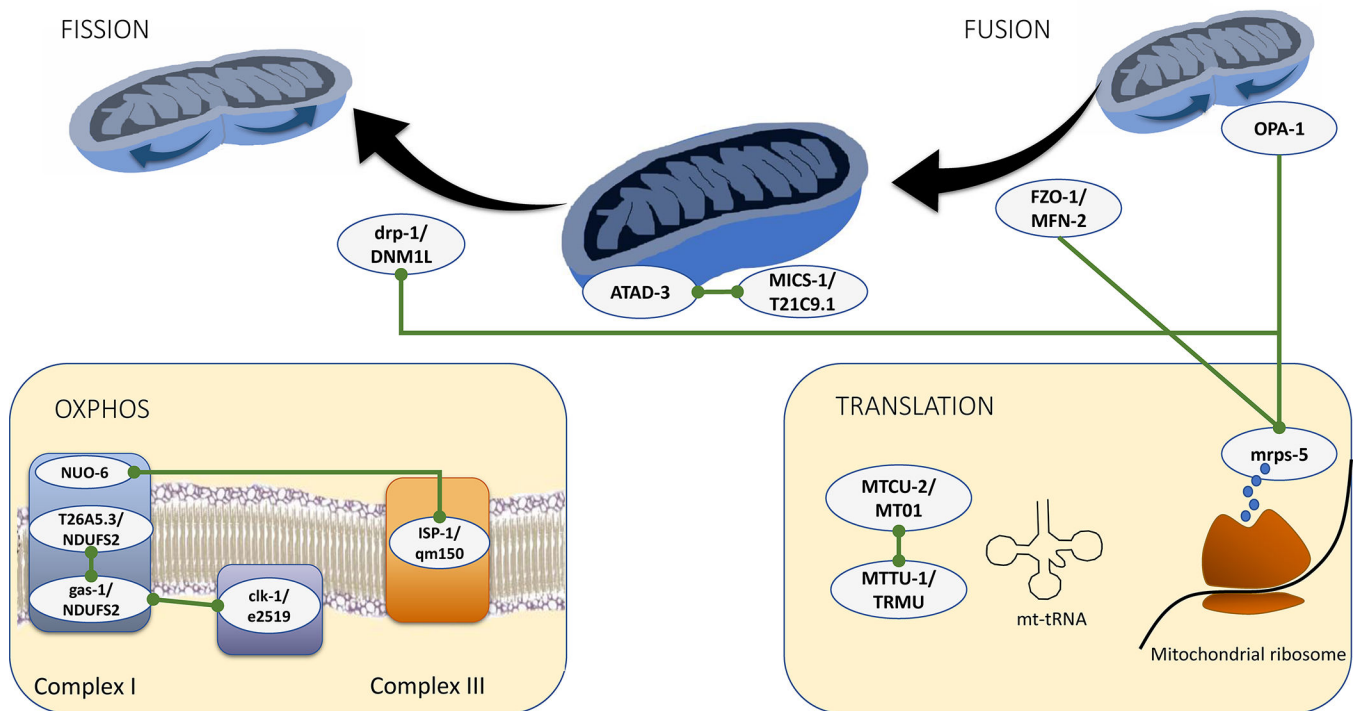 FISSION
FUSION
OPA-1
FZO-1/
MFN-2
drp-1/
DNM1L
ATAD-3
MICS-1/
T21C9.1
OXPHOS
NUO-6
T26A5.3/
NDUFS2
gas-1/
NDUFS2
clk-1/
e2519
ISP-1/
qm150
Complex I
Complex III
TRANSLATION
mrps-5
MTCU-2/
MT01
MTTU-1/
TRMU
mt-tRNA
Mitochondrial ribosome